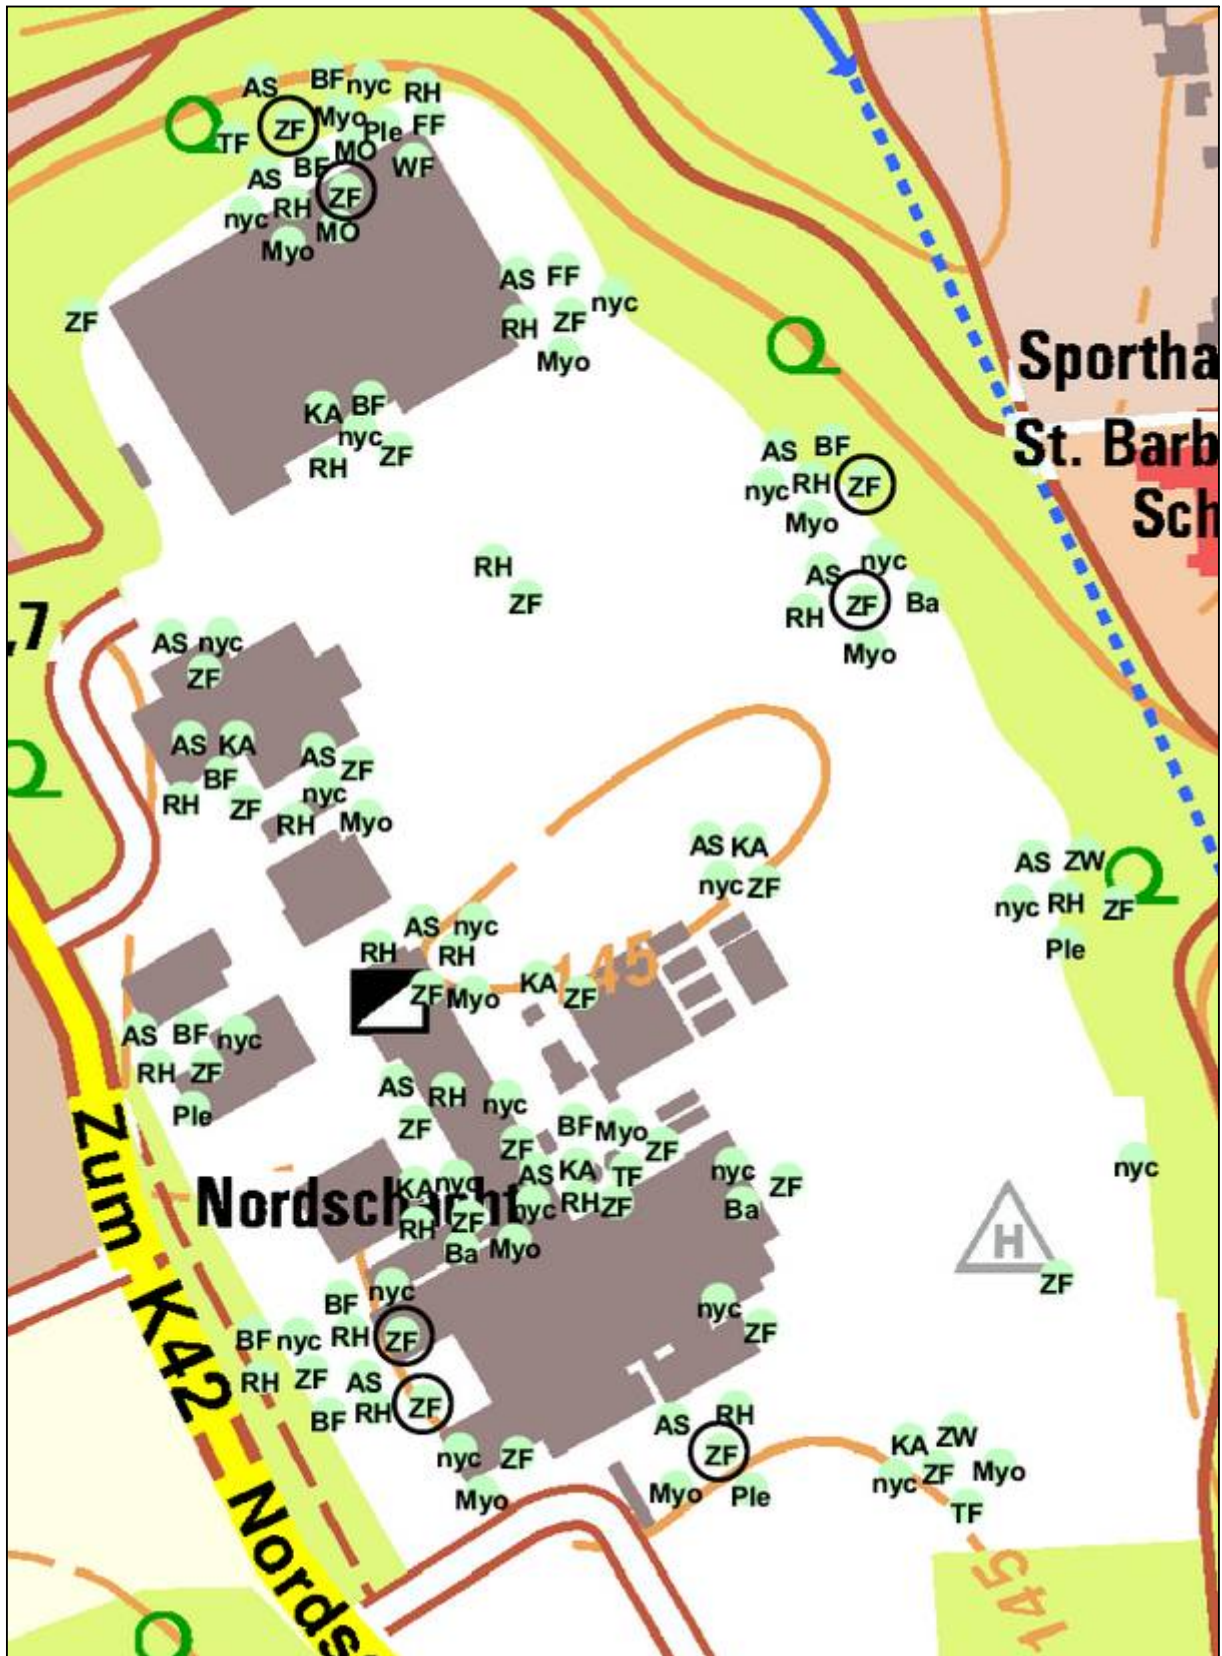 AS BF nyc RH
TF ZF Myo Ple FF
AS BF MO WF
nyc RH ZF
Myo MO
AS FF nyc
ZF RH ZF
Myo
Sportha
KA BF
nyc ZF
RH
AS BF
nyc RH ZF
Myo
St. Barb
Sch
RH
ZF
AS nyc
RH ZF Ba
Myo
,7
AS nyc
ZF
AS KA
BF
RH ZF
AS ZF
nyc
RH Myo
AS KA
nyc ZF
AS ZW
nyc RH ZF
Ple
AS nyc
RH RH
ZF Myo
KA ZF
145
AS BF nyc
RH ZF
Ple
AS RH nyc
ZF ZF
BF Myo ZF
AS KA TF
nyc RH ZF
nyc ZF
Ba
nyc
Nordschacht
KA nyc
RH ZF
Ba Myo
H
ZF
nyc
BF
RH ZF
BF nyc
RH ZF
AS
BF RH ZF
nyc
ZF
nyc ZF
Myo
AS RH
ZF
Myo Ple
KA ZW
nyc ZF Myo
TF
145
Zum K42 Nords